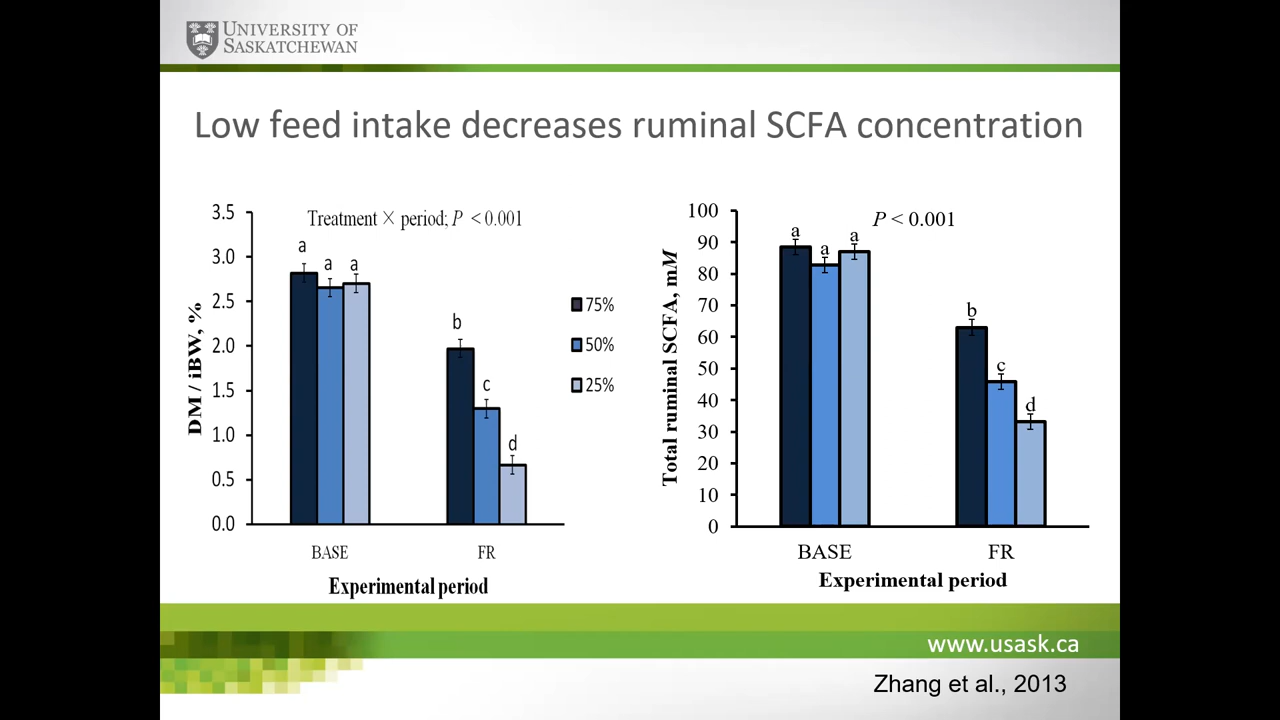 UNIVERSITY OF
SASKATCHEWAN
Low feed intake decreases ruminal SCFA concentration
Treatment × period; P < 0.001
DM / iBW, %
3.5
3.0
2.5
2.0
1.5
1.0
0.5
0.0
a
a
a
b
c
d
BASE
FR
Experimental period
75%
50%
25%
P < 0.001
Total ruminal SCFA, mM
100
90
80
70
60
50
40
30
20
10
0
a
a
a
b
c
d
BASE
FR
Experimental period
www.usask.ca
Zhang et al., 2013